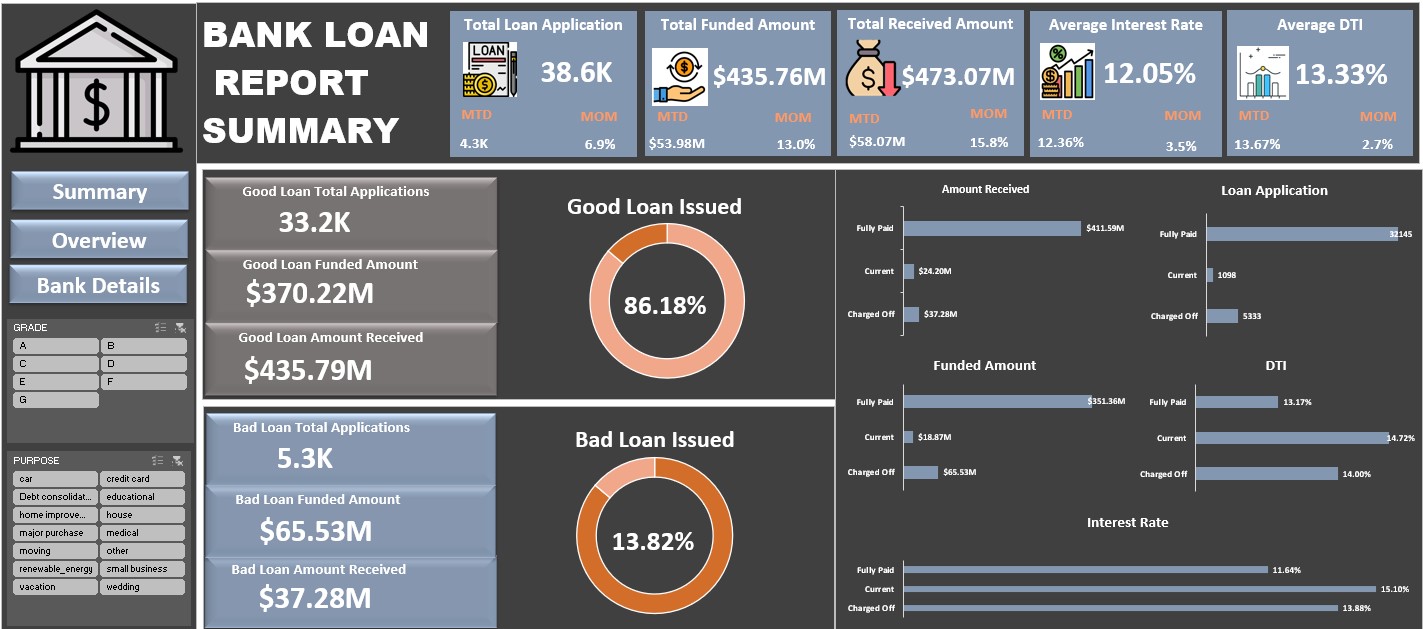 BANK LOAN
REPORT
SUMMARY
Total Loan Application
LOAN
$
38.6K
MTD MOM
4.3K 6.9%
Total Funded Amount
$
$435.76M
MTD MOM
$53.98M 13.0%
Total Received Amount
$
$473.07M
MTD MOM
$58.07M 15.8%
Average Interest Rate
%
$
12.05%
MTD MOM
12.36% 3.5%
Average DTI
13.33%
MTD MOM
13.67% 2.7%
$
Summary
Overview
Bank Details
GRADE
A B
C D
E F
G
PURPOSE
car credit card
Debt consolidat... educational
home improve... house
major purchase medical
moving other
renewable_energy small business
vacation wedding
Good Loan Total Applications
33.2K
Good Loan Funded Amount
$370.22M
Good Loan Amount Received
$435.79M
Good Loan Issued
86.18%
Bad Loan Total Applications
5.3K
Bad Loan Funded Amount
$65.53M
Bad Loan Amount Received
$37.28M
Bad Loan Issued
13.82%
Amount Received
Fully Paid $411.59M
Current $24.20M
Charged Off $37.28M
Loan Application
Fully Paid 32145
Current 1098
Charged Off 5333
Funded Amount
Fully Paid $351.36M
Current $18.87M
Charged Off $65.53M
DTI
Fully Paid 13.17%
Current 14.72%
Charged Off 14.00%
Interest Rate
Fully Paid 11.64%
Current 15.10%
Charged Off 13.88%